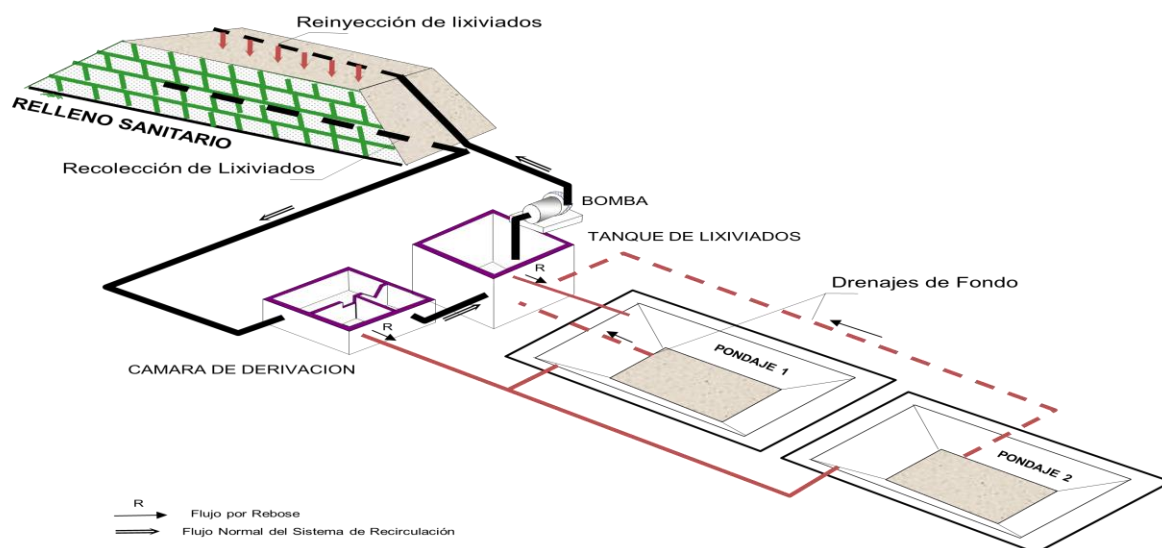 Reinyección de lixiviados
RELLENO SANITARIO
Recolección de Lixiviados
BOMBA
TANQUE DE LIXIVIADOS
R
Drenajes de Fondo
R
CAMARA DE DERIVACION
PONDAJE 1
PONDAJE 2
R
Flujo por Rebose
Flujo Normal del Sistema de Recirculación